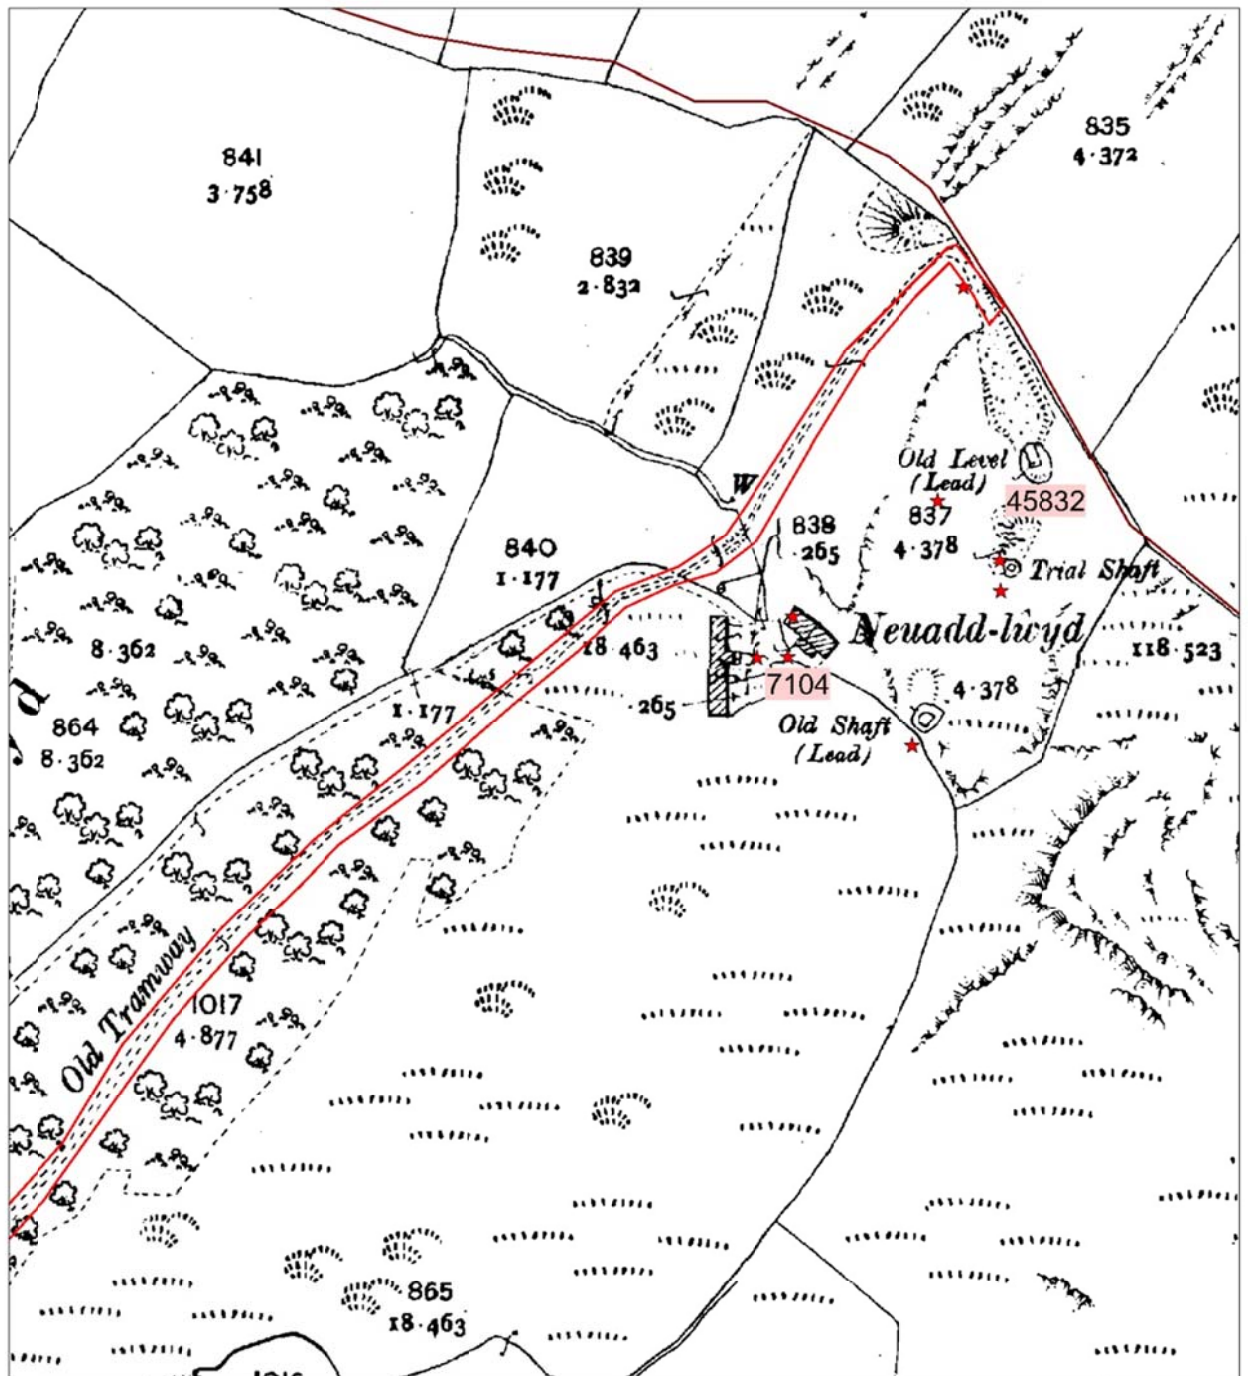 835
4·372
841
3·758
839
2·832
Old Level
(Lead)
45832
837
4·378
W
838
·265
840
1·177
Trial Shaft
Neuadd-lwyd
18·463
118·523
8·362
7104
4·378
·265
1·177
Old Shaft
(Lead)
d
864
8·362
Old Tramway
1017
4·877
865
18·463